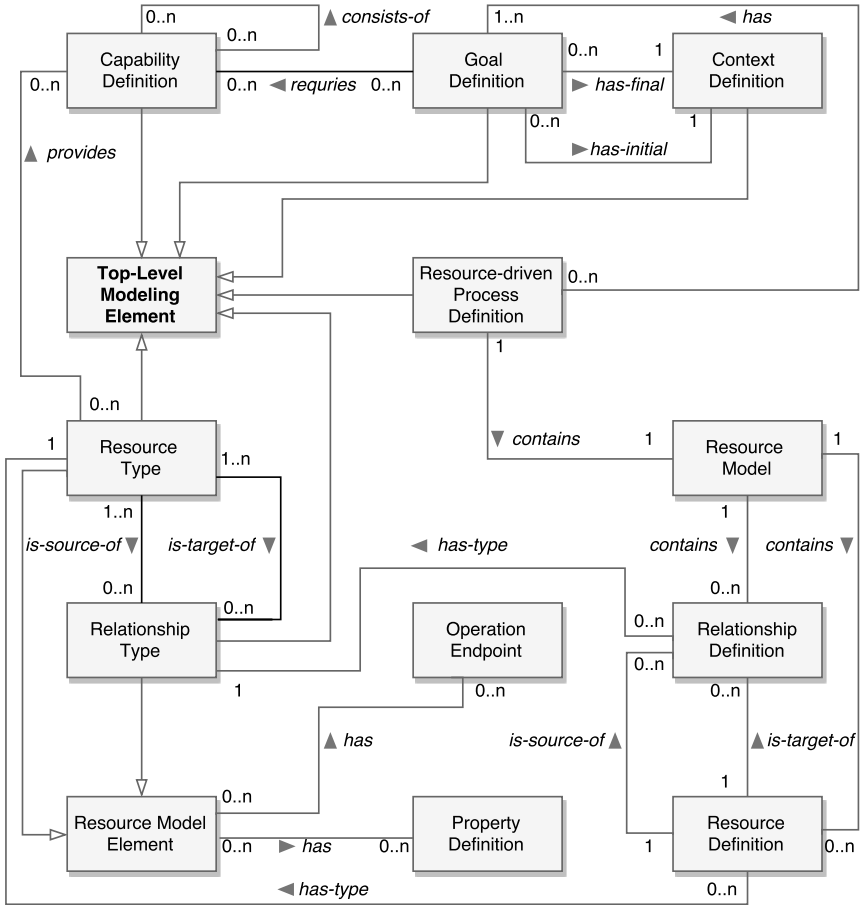 0..n
consists-of
1..n
has
0..n
Capability
Definition
Goal
Definition
0..n
1
Context
Definition
0..n
0..n
requries
0..n
has-final
0..n
1
has-initial
provides
Top-Level
Modeling
Element
Resource-driven
Process
Definition
0..n
1
0..n
1
Resource
Type
1..n
contains
1
Resource
Model
1
1..n
1
is-source-of
is-target-of
has-type
contains
contains
0..n
0..n
0..n
Relationship
Type
Operation
Endpoint
0..n
Relationship
Definition
0..n
1
0..n
0..n
has
is-source-of
is-target-of
0..n
1
Resource Model
Element
0..n
has
0..n
Property
Definition
Resource
Definition
1
0..n
has-type
0..n